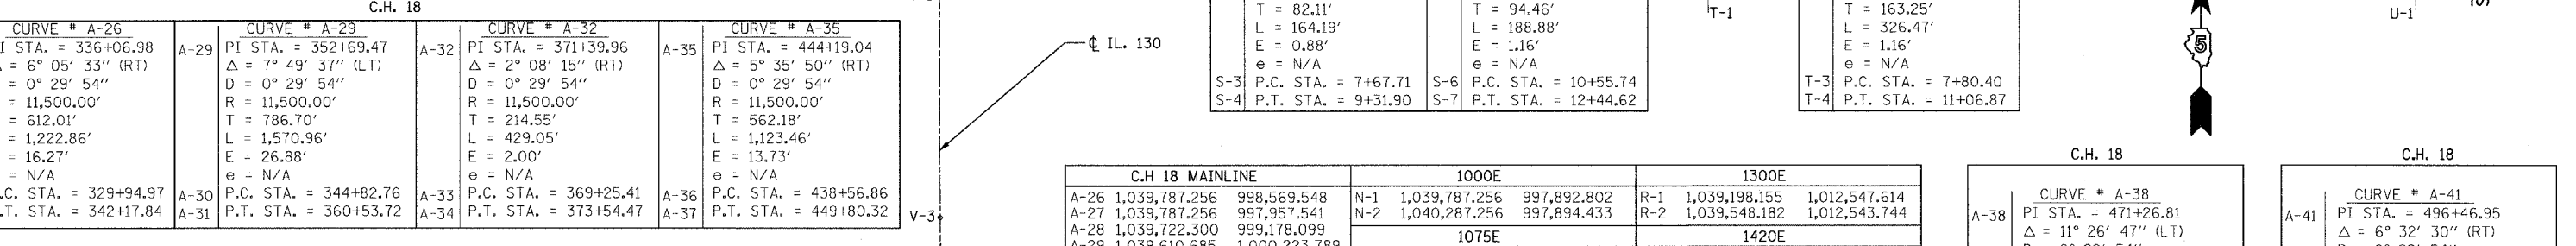 C.H. 18
CURVE # A-26
I STA. = 336+06.98
= 6° 05' 33" (RT)
= 0° 29' 54"
= 11,500.00'
= 612.01'
= 1,222.86'
= 16.27'
= N/A
.C. STA. = 329+94.97
.T. STA. = 342+17.84
CURVE # A-29
A-29 PI STA. = 352+69.47
Δ = 7° 49' 37" (LT)
D = 0° 29' 54"
R = 11,500.00'
T = 786.70'
L = 1,570.96'
E = 26.88'
e = N/A
A-30 P.C. STA. = 344+82.76
A-31 P.T. STA. = 360+53.72
CURVE # A-32
A-32 PI STA. = 371+39.96
Δ = 2° 08' 15" (RT)
D = 0° 29' 54"
R = 11,500.00'
T = 214.55'
L = 429.05'
E = 2.00'
e = N/A
A-33 P.C. STA. = 369+25.41
A-34 P.T. STA. = 373+54.47
CURVE # A-35
A-35 PI STA. = 444+19.04
Δ = 5° 35' 50" (RT)
D = 0° 29' 54"
R = 11,500.00'
T = 562.18'
L = 1,123.46'
E = 13.73'
e = N/A
A-36 P.C. STA. = 438+56.86
A-37 P.T. STA. = 449+80.32
V-3
℄ IL. 130
T = 82.11'
L = 164.19'
E = 0.88'
e = N/A
S-3 P.C. STA. = 7+67.71
S-4 P.T. STA. = 9+31.90
T = 94.46'
L = 188.88'
E = 1.16'
e = N/A
S-6 P.C. STA. = 10+55.74
S-7 P.T. STA. = 12+44.62
T-1
T = 163.25'
L = 326.47'
E = 1.16'
e = N/A
T-3 P.C. STA. = 7+80.40
T-4 P.T. STA. = 11+06.87
5
U-1
C.H 18 MAINLINE
A-26 1,039,787.256 998,569.548
A-27 1,039,787.256 997,957.541
A-28 1,039,722.300 999,178.099
A-29 1,039,610.685 1,000,223.789
1000E
N-1 1,039,787.256 997,892.802
N-2 1,040,287.256 997,894.433
1075E
1300E
R-1 1,039,198.155 1,012,547.614
R-2 1,039,548.182 1,012,543.744
1420E
C.H. 18
CURVE # A-38
A-38 PI STA. = 471+26.81
Δ = 11° 26' 47" (LT)
C.H. 18
CURVE # A-41
A-41 PI STA. = 496+46.95
Δ = 6° 32' 30" (RT)